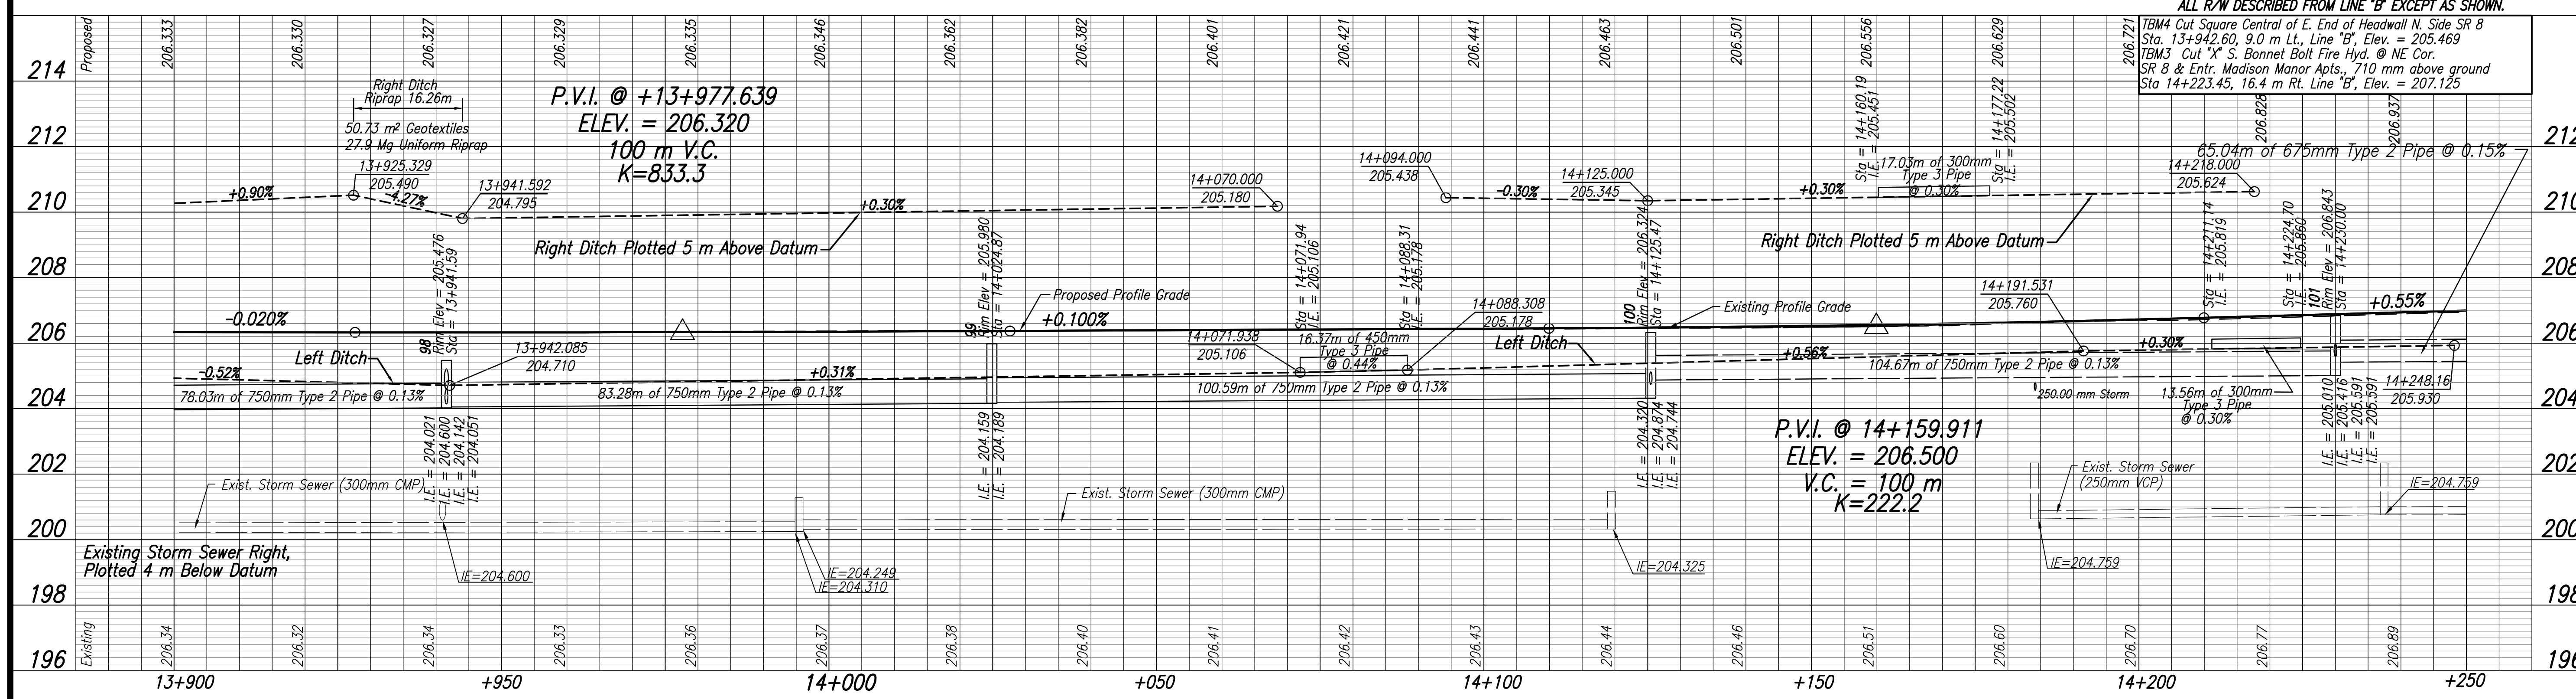 ALL R/W DESCRIBED FROM LINE "B" EXCEPT AS SHOWN.
TBM4 Cut Square Central of E. End of Headwall N. Side SR 8
Sta. 13+942.60, 9.0 m Lt., Line "B", Elev. = 205.469
TBM3 Cut "X" S. Bonnet Bolt Fire Hyd. @ NE Cor.
SR 8 & Entr. Madison Manor Apts., 710 mm above ground
Sta 14+223.45, 16.4 m Rt. Line "B", Elev. = 207.125
Proposed
206.333
206.330
206.327
206.329
206.335
206.346
206.362
206.382
206.401
206.421
206.441
206.463
206.501
206.556
206.629
206.721
206.828
206.937
214
212
210
208
206
204
202
200
198
196
212
210
208
206
204
202
200
198
196
Right Ditch
Riprap 16.26m
50.73 m² Geotextiles
27.9 Mg Uniform Riprap
13+925.329
205.490
+0.90%
-4.27%
13+941.592
204.795
P.V.I. @ +13+977.639
ELEV. = 206.320
100 m V.C.
K=833.3
+0.30%
Right Ditch Plotted 5 m Above Datum
14+070.000
205.180
14+094.000
205.438
-0.30%
14+125.000
205.345
+0.30%
Sta = 14+160.19
I.E. = 205.451
17.03m of 300mm
Type 3 Pipe
@ 0.30%
Sta = 14+177.22
I.E. = 205.502
Right Ditch Plotted 5 m Above Datum
14+218.000
205.624
65.04m of 675mm Type 2 Pipe @ 0.15%
-0.020%
98
Rim Elev = 205.476
Sta = 13+941.59
99
Rim Elev = 205.980
Sta = 14+024.87
Proposed Profile Grade
+0.100%
Sta = 14+071.94
I.E. = 205.106
Sta = 14+088.31
I.E. = 205.178
14+071.938
205.106
16.37m of 450mm
Type 3 Pipe
@ 0.44%
14+088.308
205.178
100
Rim Elev = 206.324
Sta = 14+125.47
Existing Profile Grade
14+191.531
205.760
Sta = 14+211.14
I.E. = 205.819
Sta = 14+224.70
I.E. = 205.860
101
Rim Elev = 206.843
Sta = 14+230.00
+0.55%
Left Ditch
-0.52%
13+942.085
204.710
+0.31%
Left Ditch
+0.56%
+0.30%
78.03m of 750mm Type 2 Pipe @ 0.13%
83.28m of 750mm Type 2 Pipe @ 0.13%
100.59m of 750mm Type 2 Pipe @ 0.13%
104.67m of 750mm Type 2 Pipe @ 0.13%
250.00 mm Storm
13.56m of 300mm
Type 3 Pipe
@ 0.30%
14+248.16
205.930
I.E. = 204.021
I.E. = 204.600
I.E. = 204.142
I.E. = 204.051
I.E. = 204.159
I.E. = 204.189
I.E. = 204.320
I.E. = 204.874
I.E. = 204.744
P.V.I. @ 14+159.911
ELEV. = 206.500
V.C. = 100 m
K=222.2
I.E. = 205.010
I.E. = 205.416
I.E. = 205.591
I.E. = 205.591
Exist. Storm Sewer (300mm CMP)
Exist. Storm Sewer (300mm CMP)
Exist. Storm Sewer
(250mm VCP)
IE=204.759
Existing Storm Sewer Right,
Plotted 4 m Below Datum
IE=204.600
IE=204.249
IE=204.310
IE=204.325
IE=204.759
Existing
206.34
206.32
206.34
206.33
206.36
206.37
206.38
206.40
206.41
206.42
206.43
206.44
206.46
206.51
206.60
206.70
206.77
206.89
13+900
+950
14+000
+050
14+100
+150
14+200
+250